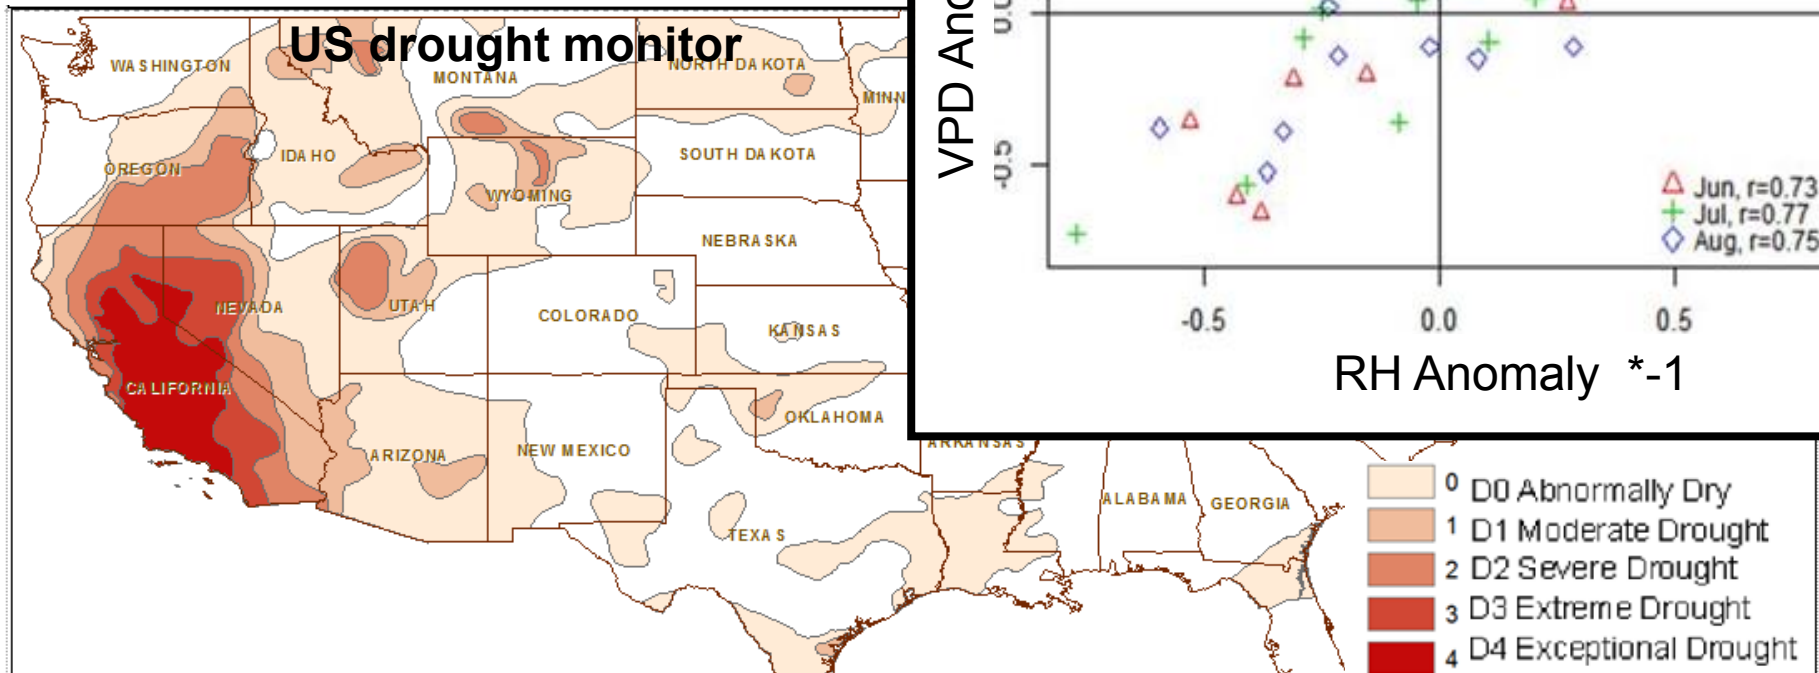 US drought monitor
WASHINGTON
MONTANA
NORTH DAKOTA
MINN
OREGON
IDAHO
WYOMING
SOUTH DAKOTA
NEBRASKA
NEVADA
UTAH
COLORADO
KANSAS
CALIFORNIA
ARIZONA
NEW MEXICO
OKLAHOMA
ARKANSAS
TEXAS
ALABAMA
GEORGIA
VPD Ano
0.0
-0.5
Jun, r=0.73
Jul, r=0.77
Aug, r=0.75
-0.5 0.0 0.5
RH Anomaly *-1
0 D0 Abnormally Dry
1 D1 Moderate Drought
2 D2 Severe Drought
3 D3 Extreme Drought
4 D4 Exceptional Drought